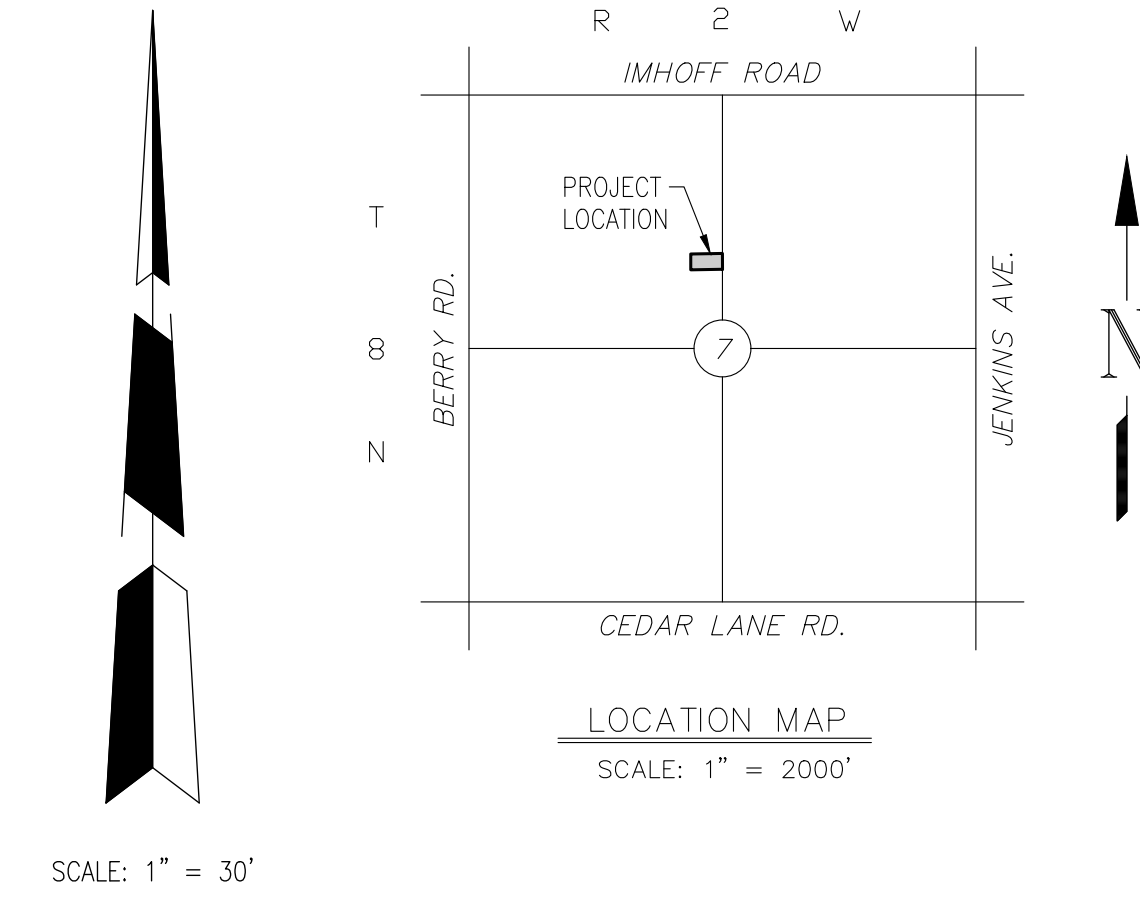 R 2 W
IMHOFF ROAD
PROJECT
LOCATION
T
8
N
BERRY RD.
7
JENKINS AVE.
N
CEDAR LANE RD.
LOCATION MAP
SCALE: 1" = 2000'
SCALE: 1" = 30'